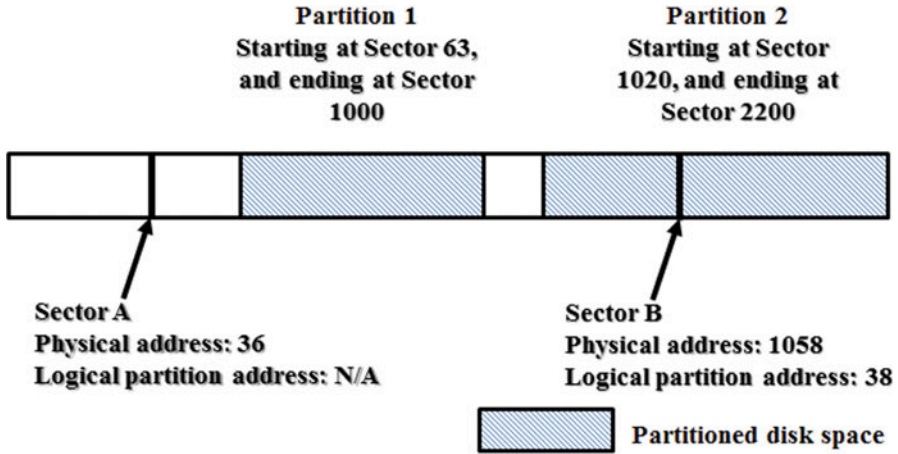 Partition 1
Starting at Sector 63,
and ending at Sector
1000
Partition 2
Starting at Sector
1020, and ending at
Sector 2200
Sector A
Physical address: 36
Logical partition address: N/A
Sector B
Physical address: 1058
Logical partition address: 38
Partitioned disk space